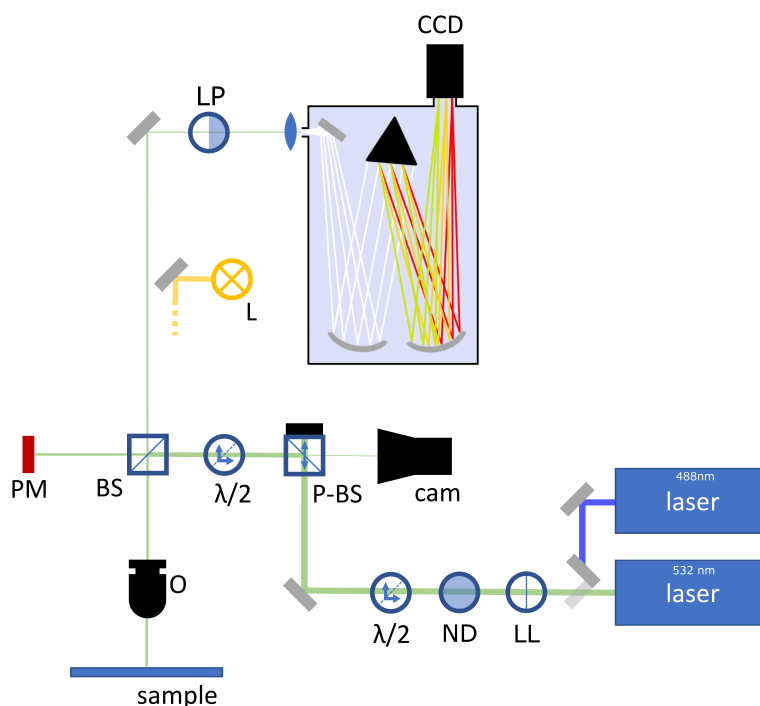 CCD
LP
L
PM
BS
λ/2
P-BS
cam
488nm
laser
532 nm
laser
O
λ/2
ND
LL
sample